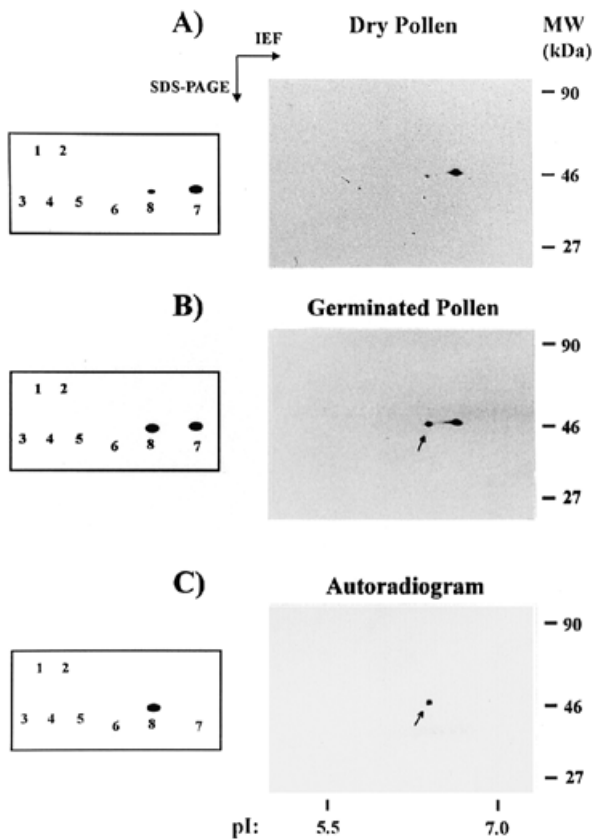 A)
Dry Pollen
MW
(kDa)
IEF
SDS-PAGE
90
46
27
1 2
3 4 5 6 8 7
B)
Germinated Pollen
90
46
27
1 2
3 4 5 6 8 7
C)
Autoradiogram
90
46
27
1 2
3 4 5 6 8 7
pI: 5.5 7.0